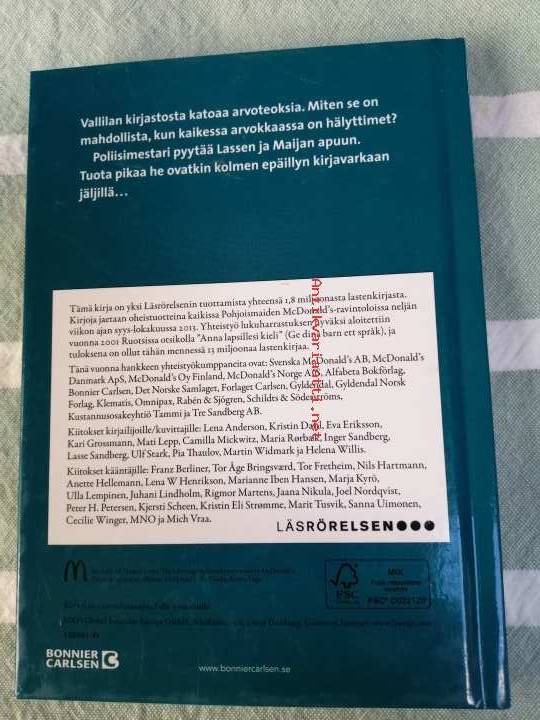 Vallilan kirjastosta katoaa arvoteoksia. Miten se on
mahdollista, kun kaikessa arvokkaassa on hälyttimet?
Poliisimestari pyytää Lassen ja Maijan apuun.
Tuota pikaa he ovatkin kolmen epäillyn kirjavarkaan
jäljillä...
Tämä kirja on yksi Läsrörelsenin tuottamista yhteensä 1,8 miljoonasta lastenkirjasta.
Kirjoja jaetaan oheistuotteina kaikissa Pohjoismaiden McDonald's-ravintoloissa neljän
viikon ajan syys-lokakuussa 2013. Yhteistyö lukuharrastuksen hyväksi aloitettiin
vuonna 2001 Ruotsissa otsikolla "Anna lapsillesi kieli" (Ge dina barn ett språk), ja
tuloksena on ollut tähän mennessä 13 miljoonaa lastenkirjaa.
Tänä vuonna hankkeen yhteistyökumppaneita ovat: Svenska McDonald's AB, McDonald's
Danmark ApS, McDonald's Oy Finland, McDonald's Norge AS, Alfabeta Bokförlag,
Bonnier Carlsen, Det Norske Samlaget, Forlaget Carlsen, Gyldendal, Gyldendal Norsk
Forlag, Klematis, Omnipax, Rabén & Sjögren, Schildts & Söderströms,
Kustannusosakeyhtiö Tammi ja Tre Sandberg AB.
Kiitokset kirjailijoille/kuvittajille: Lena Anderson, Kristin Dahl, Eva Eriksson,
Kari Grossmann, Mati Lepp, Camilla Mickwitz, Maria Rørbæk, Inger Sandberg,
Lasse Sandberg, Ulf Stark, Pia Thaulov, Martin Widmark ja Helena Willis.
Kiitokset kääntäjille: Franz Berliner, Tor Åge Bringsværd, Tor Fretheim, Nils Hartmann,
Anette Hellemann, Lena W Henrikson, Marianne Iben Hansen, Marja Kyrö,
Ulla Lempinen, Juhani Lindholm, Rigmor Martens, Jaana Nikula, Joel Nordqvist,
Peter H. Petersen, Kjersti Scheen, Kristin Eli Strømme, Marit Tusvik, Sanna Uimonen,
Cecilie Winger, MNO ja Mich Vraa.
LÄSRÖRELSEN
Antikvariaatti.net
FSC
MIX
BONNIER
CARLSEN
www.bonniercarlsen.se